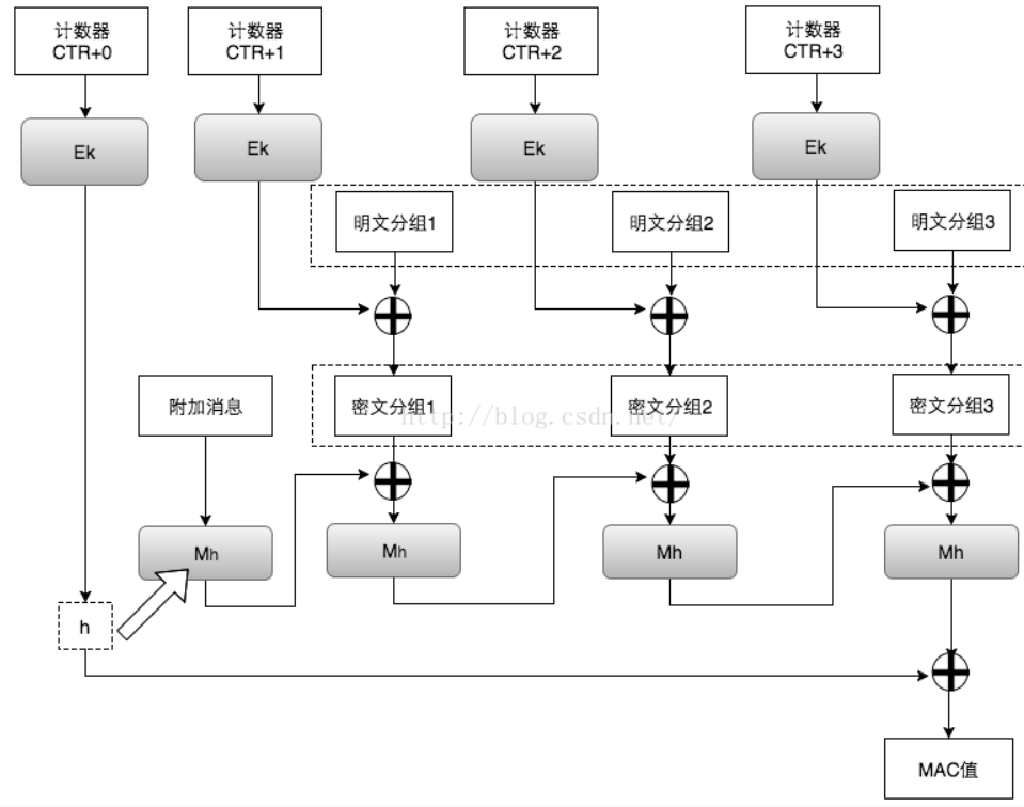 计数器
CTR+0
计数器
CTR+1
计数器
CTR+2
计数器
CTR+3
Ek
Ek
Ek
Ek
明文分组1
明文分组2
明文分组3
附加消息
密文分组1
密文分组2
密文分组3
http://blog.csdn.net/
Mh
Mh
Mh
Mh
h
MAC值